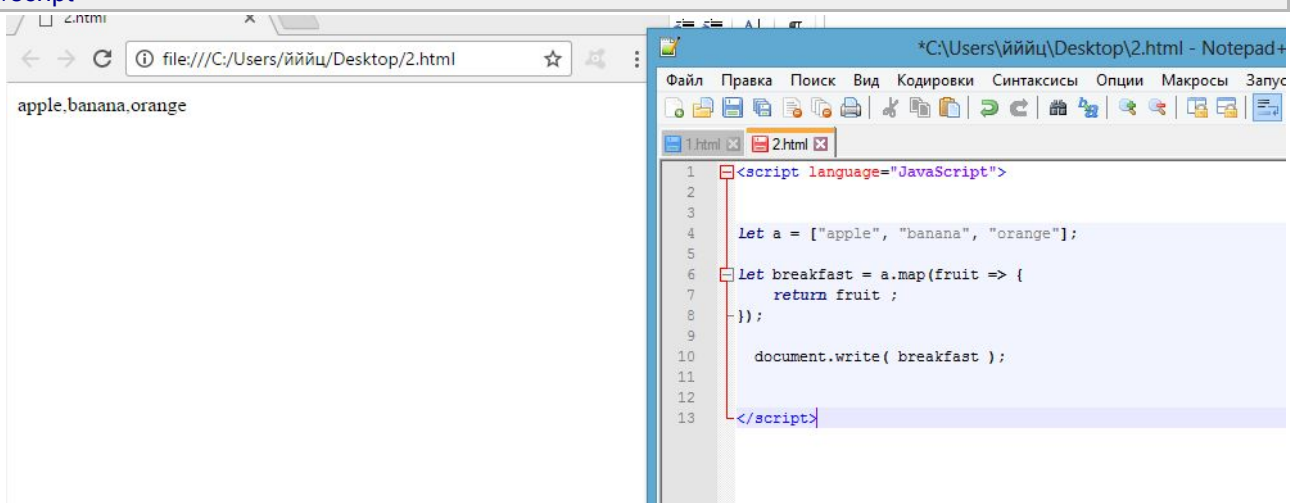 2.html
file:///C:/Users/йййц/Desktop/2.html
apple,banana,orange
*C:\Users\йййц\Desktop\2.html - Notepad+
Файл Правка Поиск Вид Кодировки Синтаксисы Опции Макросы Запус
1.html 2.html
1 <script language="JavaScript">
2
3
4 let a = ["apple", "banana", "orange"];
5
6 let breakfast = a.map(fruit => {
7 return fruit ;
8 });
9
10 document.write( breakfast );
11
12
13 </script>